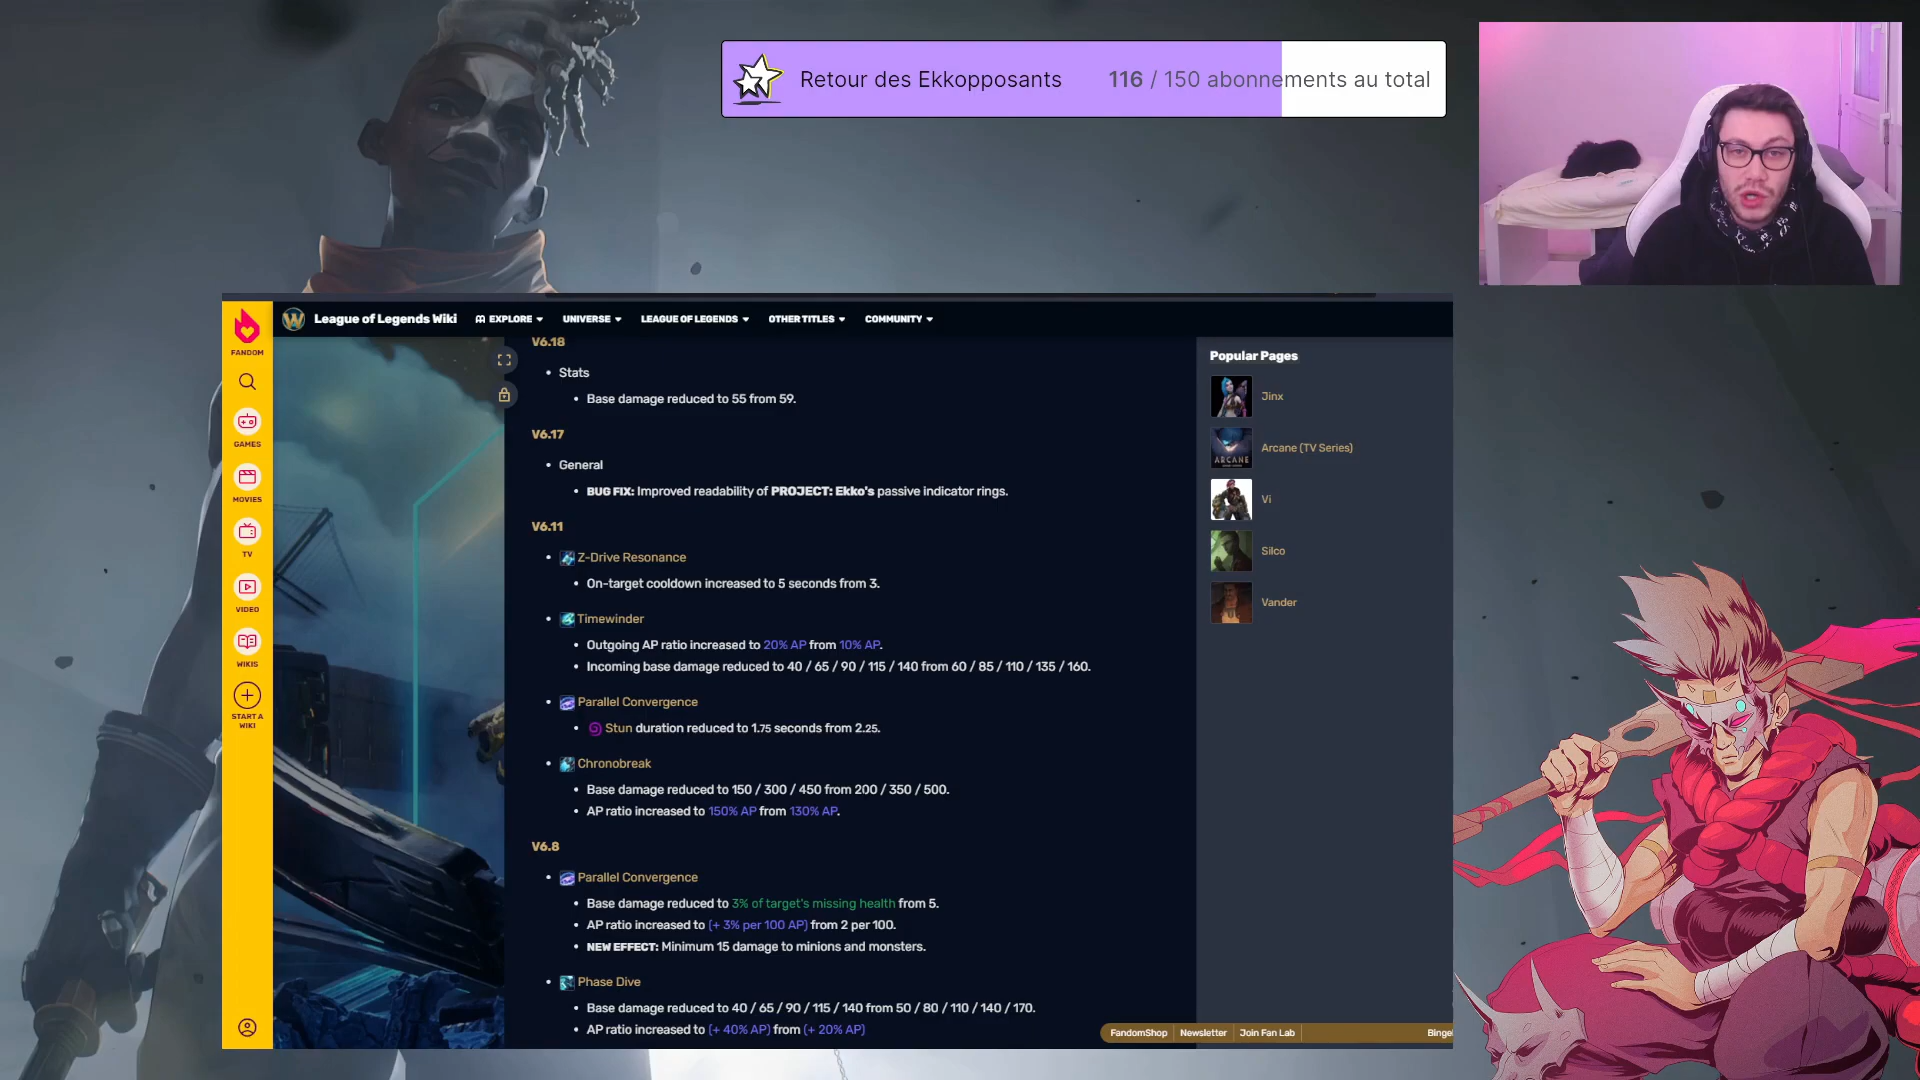 Retour des Ekkopposants 116 / 150 abonnements au total
FANDOM
GAMES
MOVIES
TV
VIDEO
WIKIS
START A
WIKI
League of Legends Wiki EXPLORE UNIVERSE LEAGUE OF LEGENDS OTHER TITLES COMMUNITY
V6.18
• Stats
• Base damage reduced to 55 from 59.
V6.17
• General
• BUG FIX: Improved readability of PROJECT: Ekko's passive indicator rings.
V6.11
• Z-Drive Resonance
• On-target cooldown increased to 5 seconds from 3.
• Timewinder
• Outgoing AP ratio increased to 20% AP from 10% AP.
• Incoming base damage reduced to 40 / 65 / 90 / 115 / 140 from 60 / 85 / 110 / 135 / 160.
• Parallel Convergence
• Stun duration reduced to 1.75 seconds from 2.25.
• Chronobreak
• Base damage reduced to 150 / 300 / 450 from 200 / 350 / 500.
• AP ratio increased to 150% AP from 130% AP.
V6.8
• Parallel Convergence
• Base damage reduced to 3% of target's missing health from 5.
• AP ratio increased to (+ 3% per 100 AP) from 2 per 100.
• NEW EFFECT: Minimum 15 damage to minions and monsters.
• Phase Dive
• Base damage reduced to 40 / 65 / 90 / 115 / 140 from 50 / 80 / 110 / 140 / 170.
• AP ratio increased to (+ 40% AP) from (+ 20% AP)
Popular Pages
Jinx
ARCANE
Arcane (TV Series)
Vi
Silco
Vander
FandomShop Newsletter Join Fan Lab